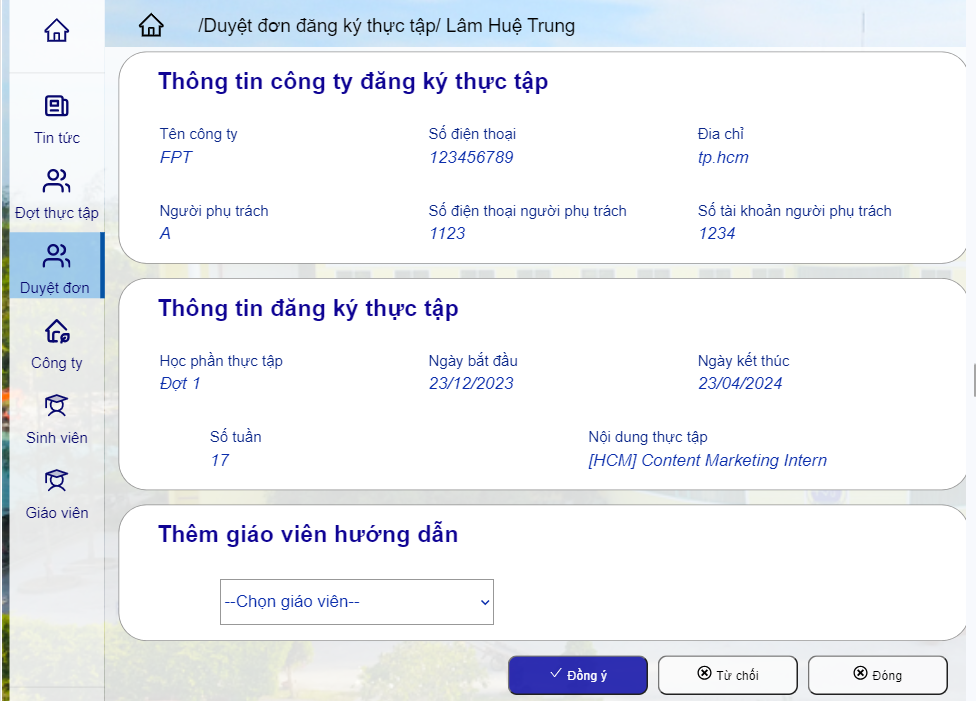 /Duyệt đơn đăng ký thực tập/ Lâm Huệ Trung
Tin tức
Đợt thực tập
Duyệt đơn
Công ty
Sinh viên
Giáo viên
Thông tin công ty đăng ký thực tập
Tên công ty
FPT
Số điện thoại
123456789
Đia chỉ
tp.hcm
Người phụ trách
A
Số điện thoại người phụ trách
1123
Số tài khoản người phụ trách
1234
Thông tin đăng ký thực tập
Học phần thực tập
Đợt 1
Ngày bắt đầu
23/12/2023
Ngày kết thúc
23/04/2024
Số tuần
17
Nội dung thực tập
[HCM] Content Marketing Intern
Thêm giáo viên hướng dẫn
--Chọn giáo viên--
Đồng ý
Từ chối
Đóng